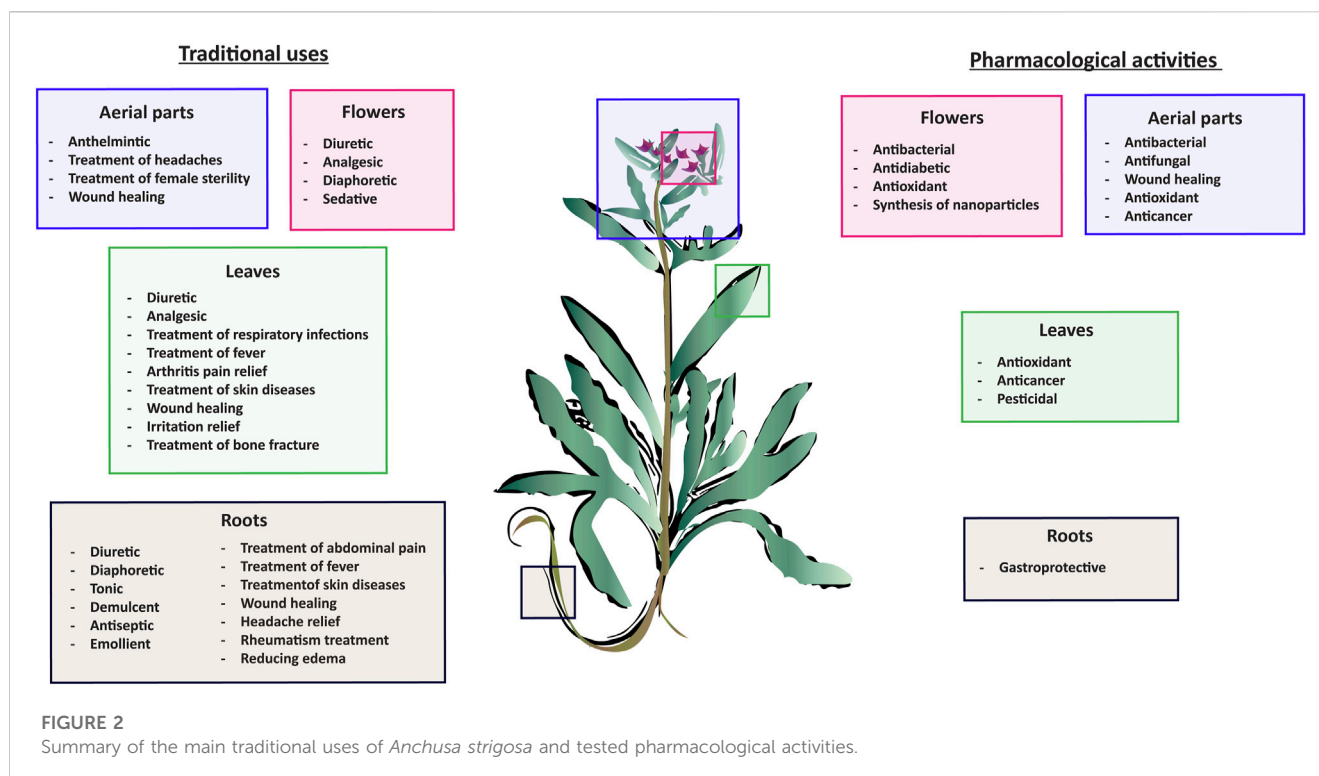 Traditional uses
Aerial parts
- Anthelmintic
- Treatment of headaches
- Treatment of female sterility
- Wound healing
Flowers
- Diuretic
- Analgesic
- Diaphoretic
- Sedative
Leaves
- Diuretic
- Analgesic
- Treatment of respiratory infections
- Treatment of fever
- Arthritis pain relief
- Treatment of skin diseases
- Wound healing
- Irritation relief
- Treatment of bone fracture
Roots
- Diuretic
- Diaphoretic
- Tonic
- Demulcent
- Antiseptic
- Emollient
- Treatment of abdominal pain
- Treatment of fever
- Treatmentof skin diseases
- Wound healing
- Headache relief
- Rheumatism treatment
- Reducing edema
Pharmacological activities
Flowers
- Antibacterial
- Antidiabetic
- Antioxidant
- Synthesis of nanoparticles
Aerial parts
- Antibacterial
- Antifungal
- Wound healing
- Antioxidant
- Anticancer
Leaves
- Antioxidant
- Anticancer
- Pesticidal
Roots
- Gastroprotective
FIGURE 2
Summary of the main traditional uses of Anchusa strigosa and tested pharmacological activities.